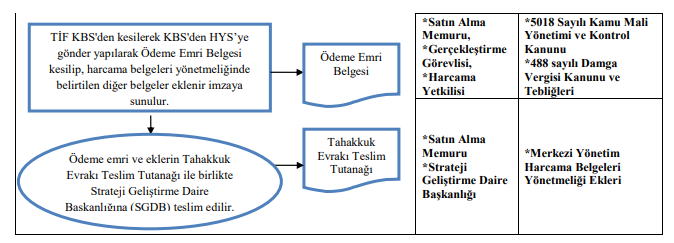 TİF KBS'den kesilerek KBS'den HYS'ye
gönder yapılarak Ödeme Emri Belgesi
kesilip, harcama belgeleri yönetmeliğinde
belirtilen diğer belgeler eklenir imzaya
sunulur.
Ödeme Emri
Belgesi
*Satın Alma
Memuru,
*Gerçekleştirme
Görevlisi,
*Harcama
Yetkilisi
*5018 Sayılı Kamu Mali
Yönetimi ve Kontrol
Kanunu
*488 sayılı Damga
Vergisi Kanunu ve
Tebliğleri
Ödeme emri ve eklerin Tahakkuk
Evrakı Teslim Tutanağı ile birlikte
Strateji Geliştirme Daire
Başkanlığına (SGDB) teslim edilir.
Tahakkuk
Evrakı Teslim
Tutanağı
*Satın Alma
Memuru
*Strateji
Geliştirme Daire
Başkanlığı
*Merkezi Yönetim
Harcama Belgeleri
Yönetmeliği Ekleri